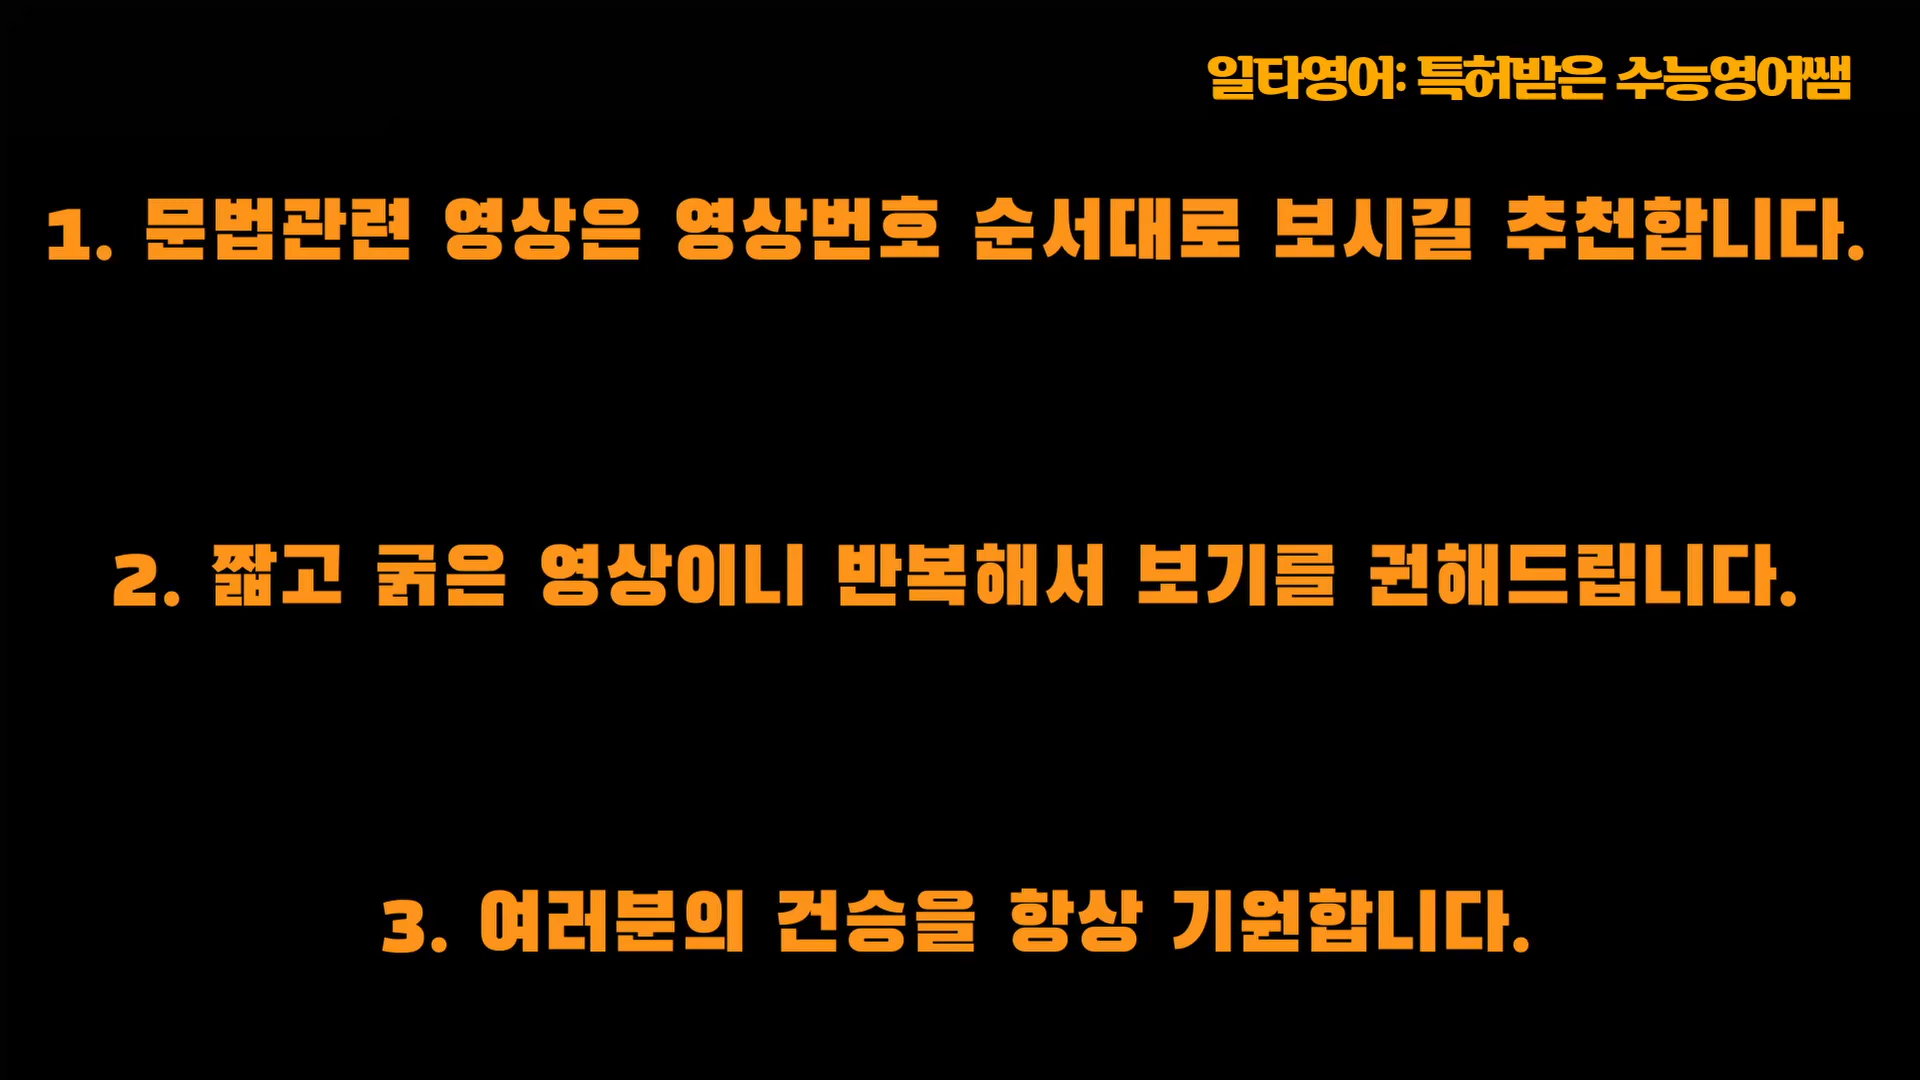 일타영어: 특허받은 수능영어쌤
1. 문법관련 영상은 영상번호 순서대로 보시길 추천합니다.
2. 짧고 굵은 영상이니 반복해서 보기를 권해드립니다.
3. 여러분의 건승을 항상 기원합니다.